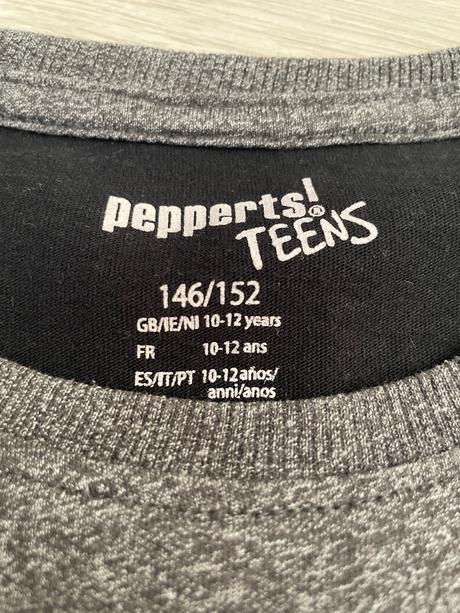 pepperts!®
TEENS
146/152
GB/IE/NI 10-12 years
FR 10-12 ans
ES/IT/PT 10-12 años/
anni/anos